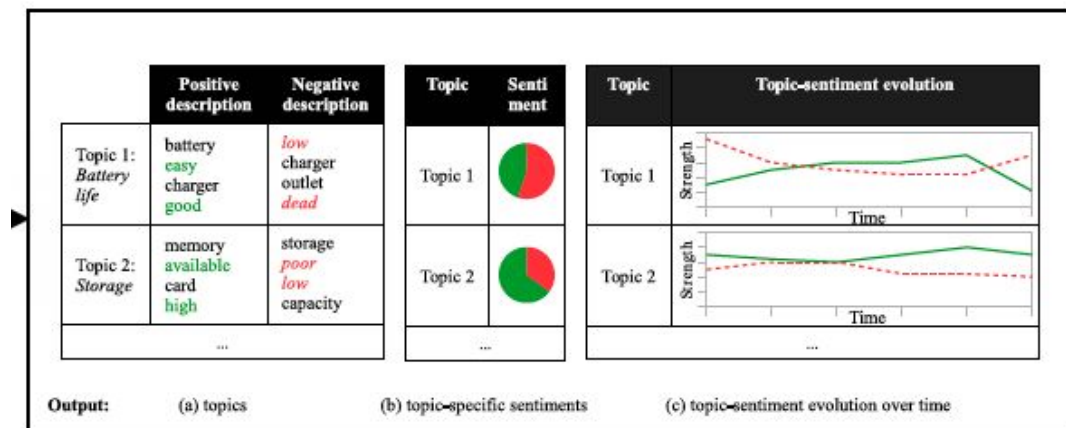 Positive description
Negative description
Topic 1: Battery life
battery
easy
charger
good
low
charger
outlet
dead
Topic 2: Storage
memory
available
card
high
storage
poor
low
capacity
...
Topic
Senti
ment
Topic 1
Topic 2
...
Topic
Topic-sentiment evolution
Topic 1
Strength
Time
Topic 2
Strength
Time
...
Output:
(a) topics
(b) topic-specific sentiments
(c) topic-sentiment evolution over time